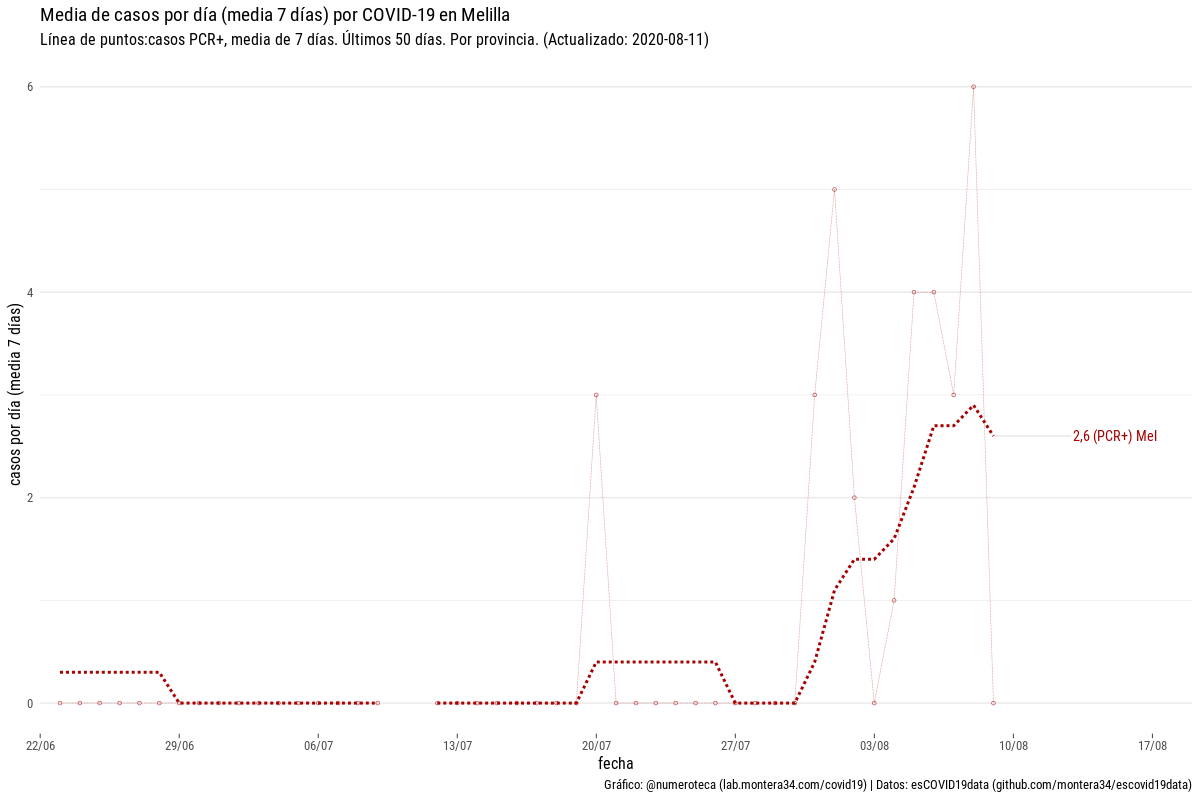 Media de casos por día (media 7 días) por COVID-19 en Melilla
Línea de puntos:casos PCR+, media de 7 días. Últimos 50 días. Por provincia. (Actualizado: 2020-08-11)
casos por día (media 7 días)
6
4
2
0
2,6 (PCR+) Mel
22/06 29/06 06/07 13/07 20/07 27/07 03/08 10/08 17/08
fecha
Gráfico: @numeroteca (lab.montera34.com/covid19) | Datos: esCOVID19data (github.com/montera34/escovid19data)